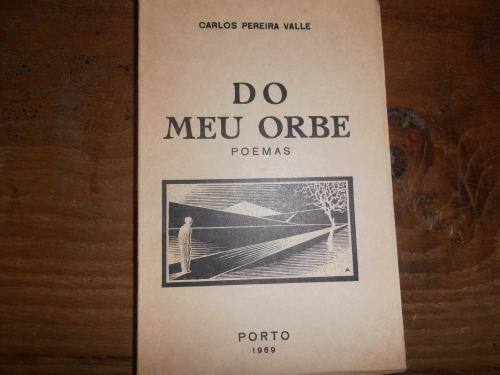 CARLOS PEREIRA VALLE
DO
MEU ORBE
POEMAS
A
PORTO
1969